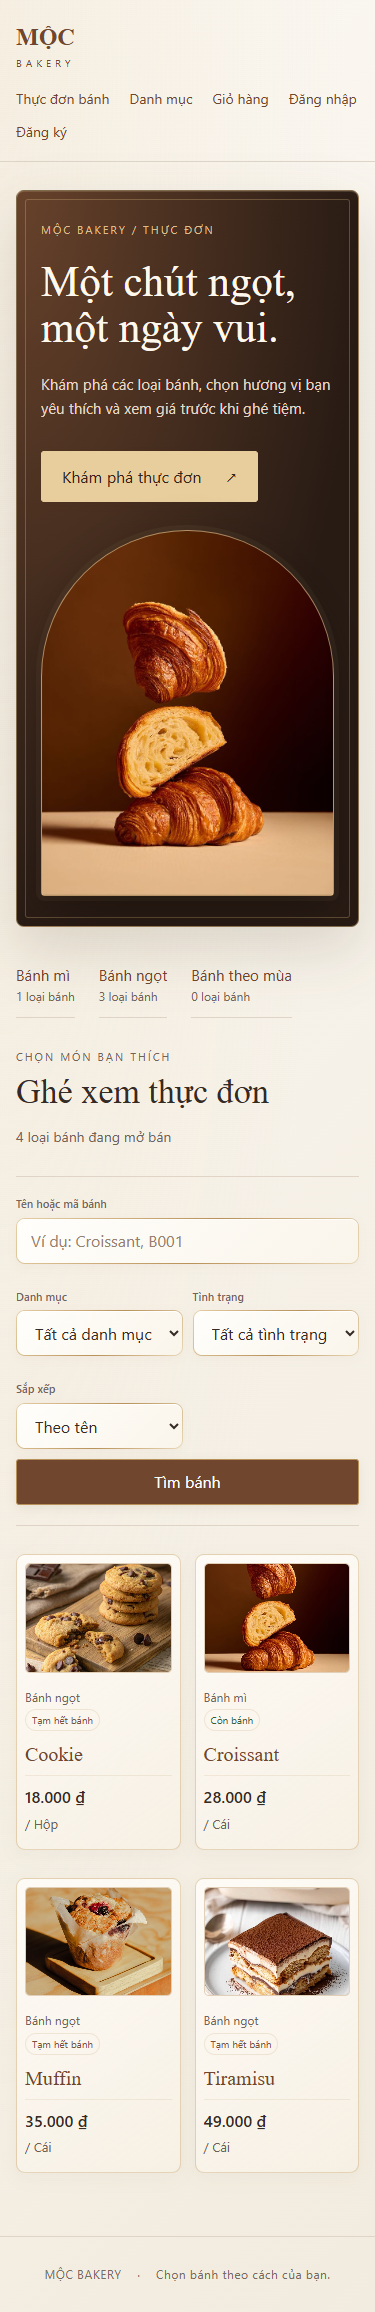 MỘC
BAKERY
Thực đơn bánh Danh mục Giỏ hàng Đăng nhập
Đăng ký
MỘC BAKERY / THỰC ĐƠN
Một chút ngọt,
một ngày vui.
Khám phá các loại bánh, chọn hương vị bạn
yêu thích và xem giá trước khi ghé tiệm.
Khám phá thực đơn ↗
Bánh mì Bánh ngọt Bánh theo mùa
1 loại bánh 3 loại bánh 0 loại bánh
CHỌN MÓN BẠN THÍCH
Ghé xem thực đơn
4 loại bánh đang mở bán
Tên hoặc mã bánh
Ví dụ: Croissant, B001
Danh mục Tình trạng
Tất cả danh mục Tất cả tình trạng
Sắp xếp
Theo tên
Tìm bánh
Bánh ngọt
Tạm hết bánh
Cookie
18.000 ₫
/ Hộp
Bánh mì
Còn bánh
Croissant
28.000 ₫
/ Cái
Bánh ngọt
Tạm hết bánh
Muffin
35.000 ₫
/ Cái
Bánh ngọt
Tạm hết bánh
Tiramisu
49.000 ₫
/ Cái
MỘC BAKERY · Chọn bánh theo cách của bạn.